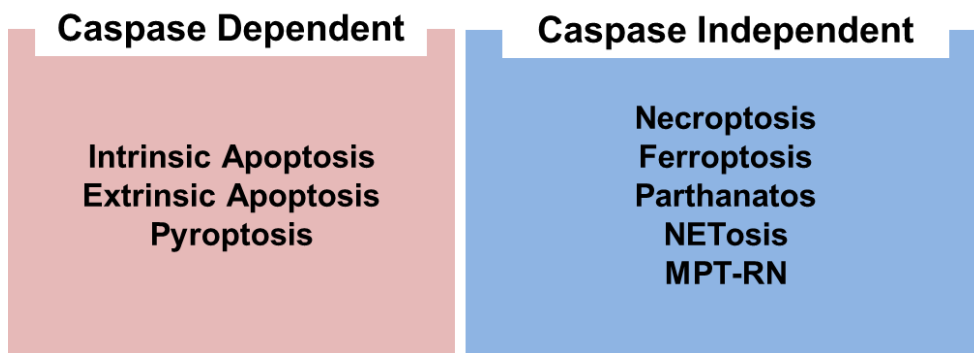 Caspase Dependent
Intrinsic Apoptosis
Extrinsic Apoptosis
Pyroptosis
Caspase Independent
Necroptosis
Ferroptosis
Parthanatos
NETosis
MPT-RN